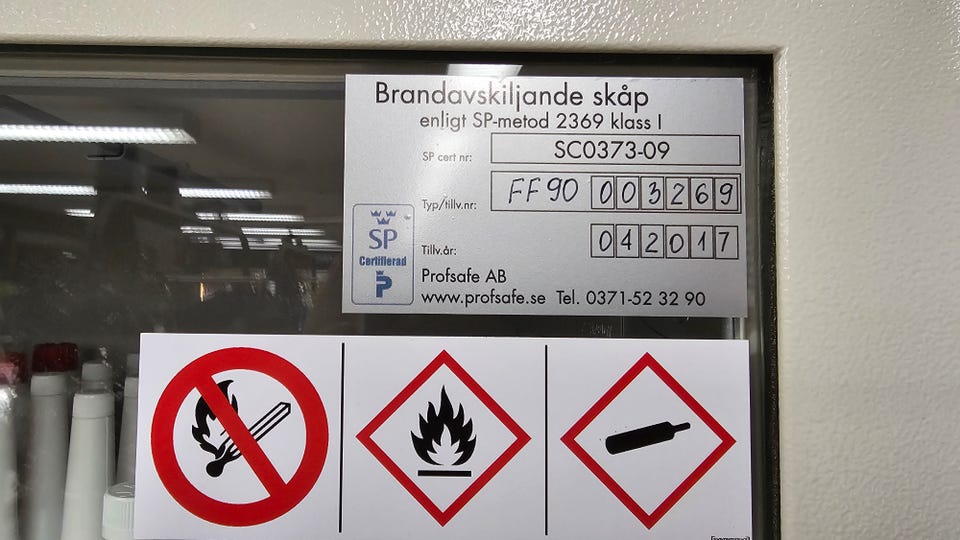 Brandavskiljande skåp
enligt SP-metod 2369 klass I
SP cert nr: SC0373-09
Typ/tillv.nr: FF90 003269
Tillv.år: 042017
SP
Certifierad
P
Profsafe AB
www.profsafe.se Tel. 0371-52 32 90